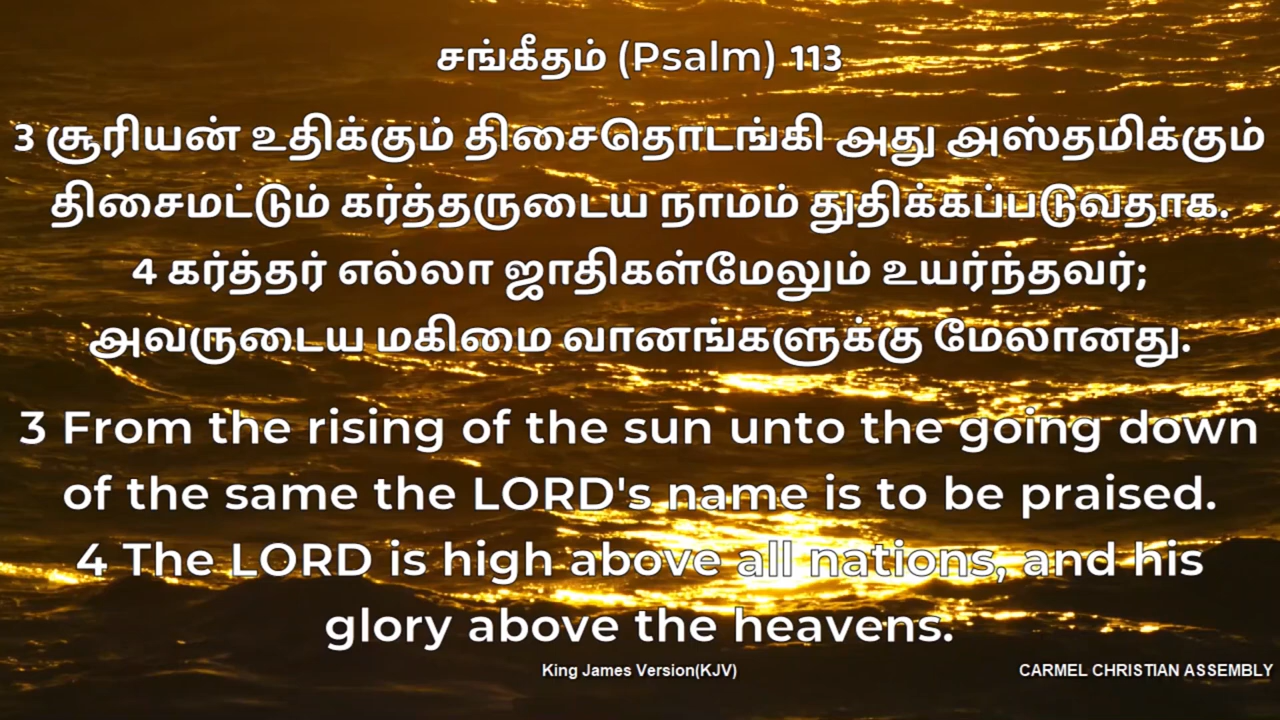 சங்கீதம் (Psalm) 113
3 சூரியன் உதிக்கும் திசைதொடங்கி அது அஸ்தமிக்கும்
திசைமட்டும் கர்த்தருடைய நாமம் துதிக்கப்படுவதாக.
4 கர்த்தர் எல்லா ஜாதிகள்மேலும் உயர்ந்தவர்;
அவருடைய மகிமை வானங்களுக்கு மேலானது.
3 From the rising of the sun unto the going down
of the same the LORD's name is to be praised.
4 The LORD is high above all nations, and his
glory above the heavens.
King James Version(KJV)
CARMEL CHRISTIAN ASSEMBLY